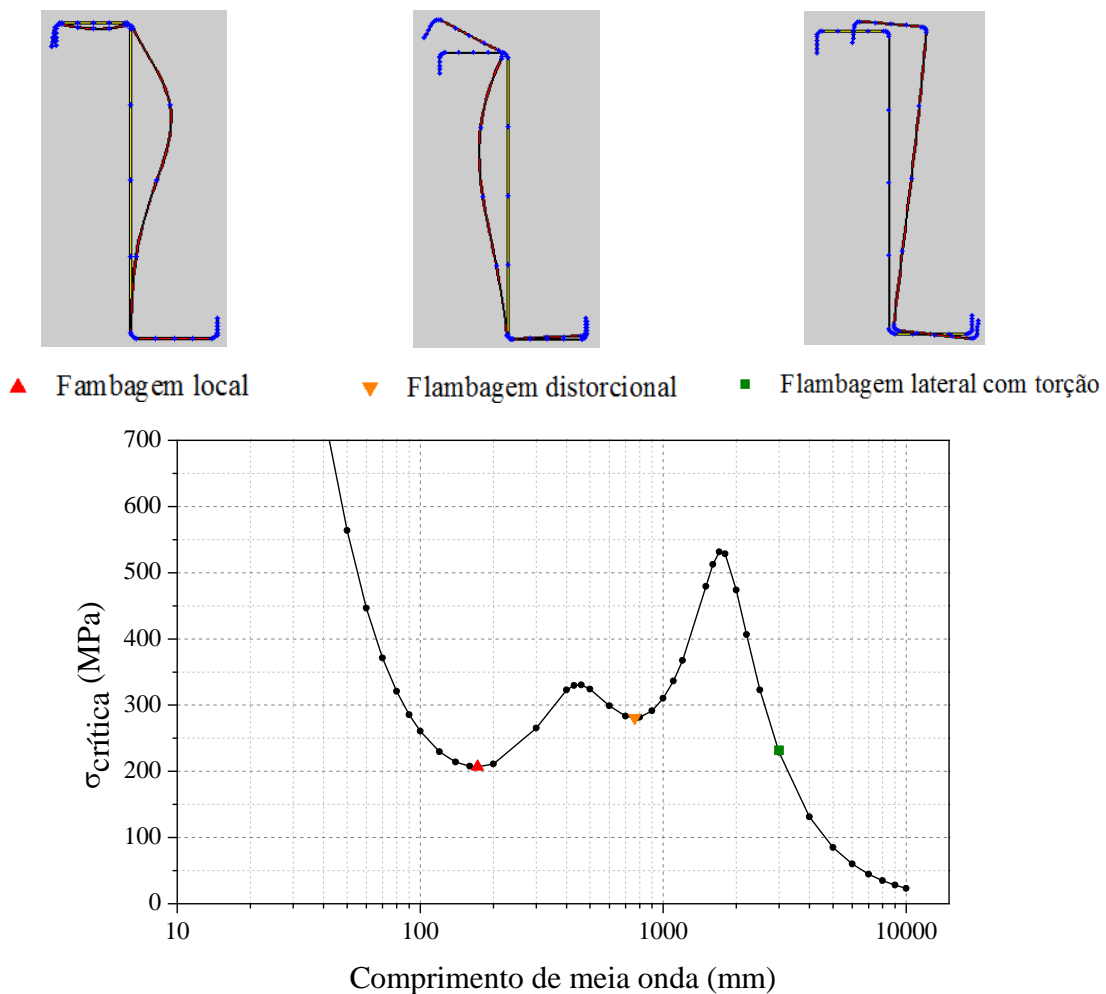 Fambagem local
Flambagem distorcional
Flambagem lateral com torção
700
600
500
400
300
200
100
0
σcrítica (MPa)
10
100
1000
10000
Comprimento de meia onda (mm)